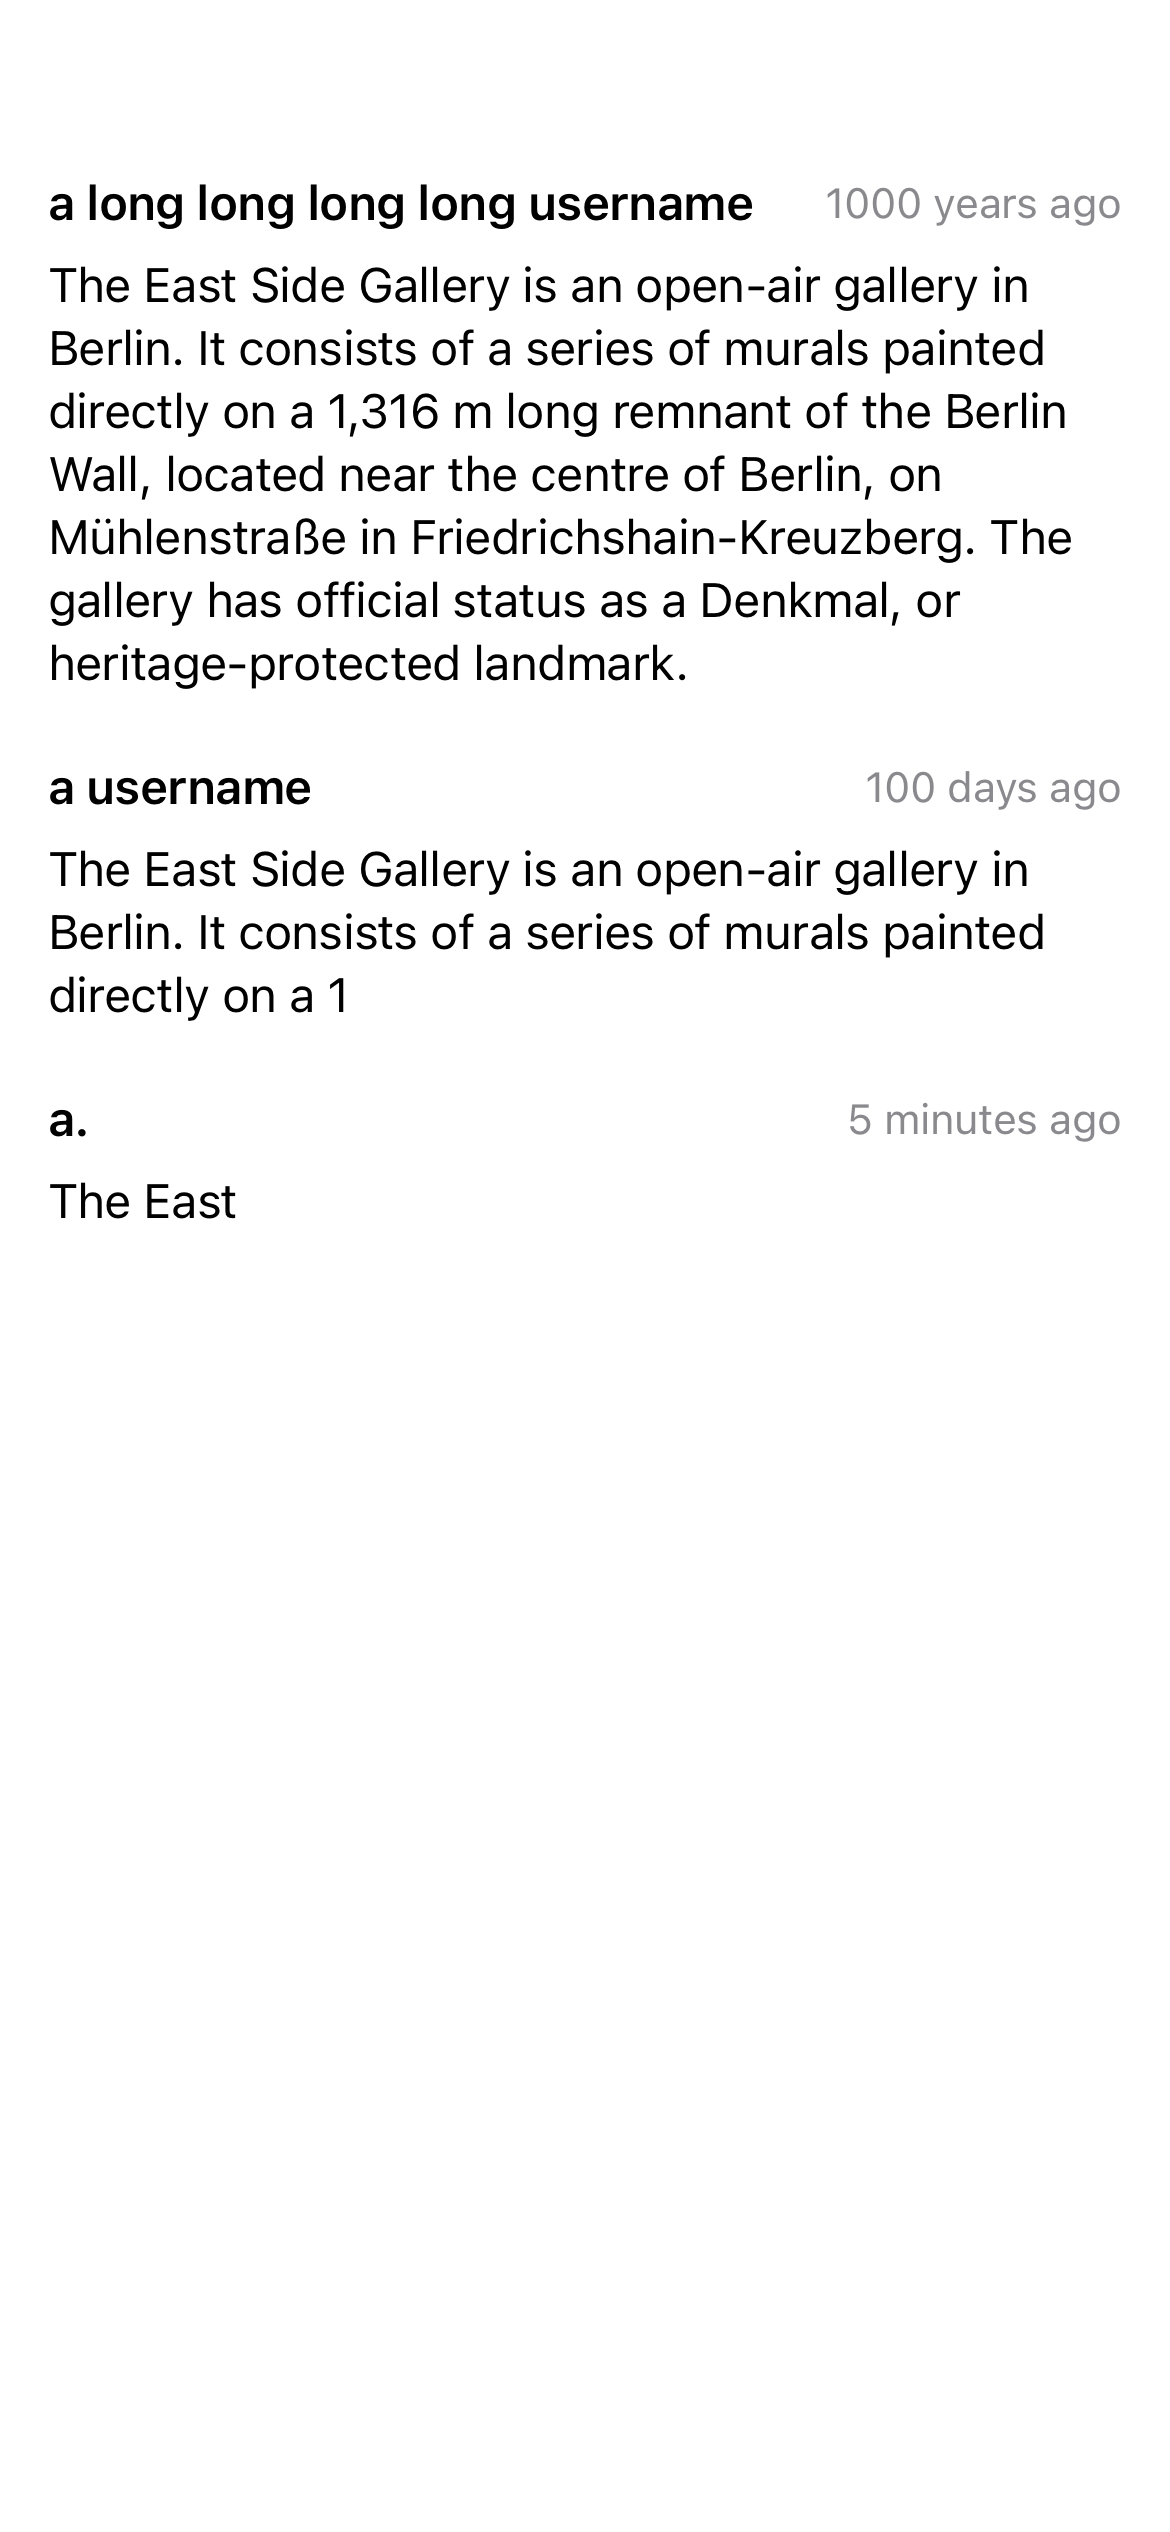 a long long long long username 1000 years ago
The East Side Gallery is an open-air gallery in
Berlin. It consists of a series of murals painted
directly on a 1,316 m long remnant of the Berlin
Wall, located near the centre of Berlin, on
Mühlenstraße in Friedrichshain-Kreuzberg. The
gallery has official status as a Denkmal, or
heritage-protected landmark.
a username 100 days ago
The East Side Gallery is an open-air gallery in
Berlin. It consists of a series of murals painted
directly on a 1
a. 5 minutes ago
The East